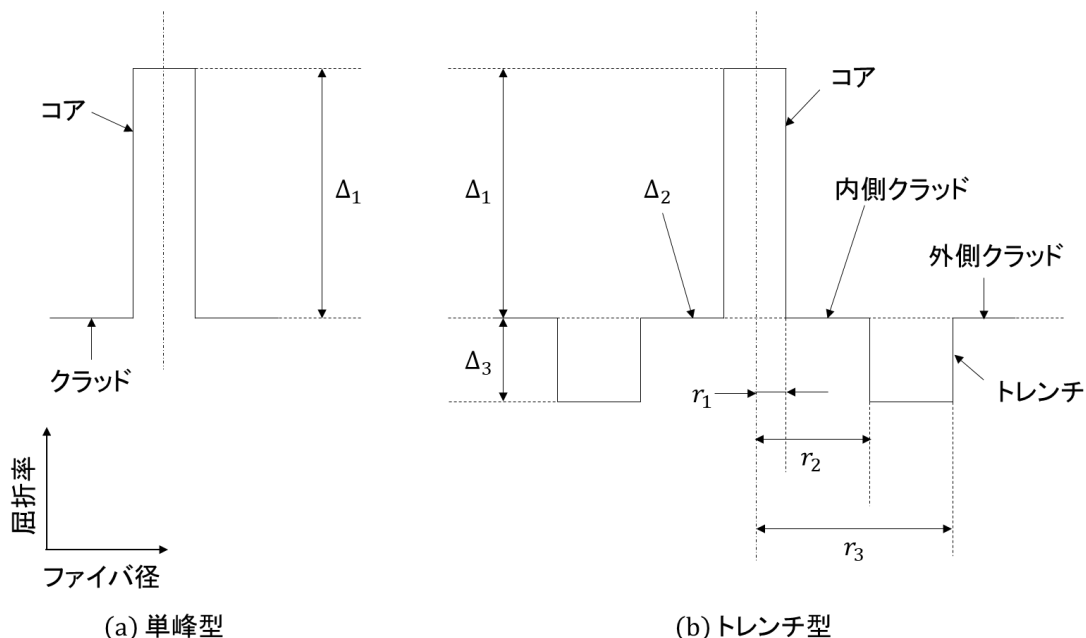 コア
Δ₁
クラッド
屈折率
ファイバ径
(a) 単峰型
コア
Δ₁
Δ₂
内側クラッド
外側クラッド
Δ₃
r₁
トレンチ
r₂
r₃
(b) トレンチ型